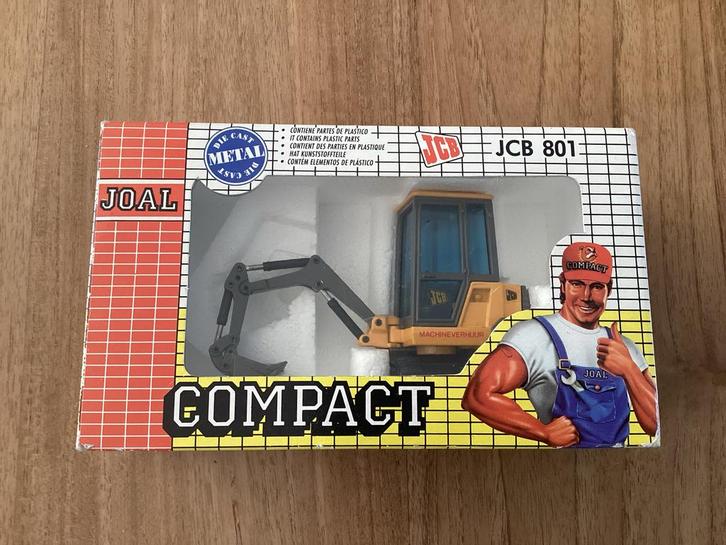 DIE CAST
METAL
DIE CAST
• CONTIENE PARTES DE PLASTICO
• IT CONTAINS PLASTIC PARTS
• CONTIENT DES PARTIES EN PLASTIQUE
• HAT KUNSTSTOFFTEILE
• CONTÉM ELEMENTOS DE PLÁSTICO
JCB
JCB 801
JOAL
COMPACT
JCB
JCB
MACHINEVERHUUR
JOAL
COMPACT